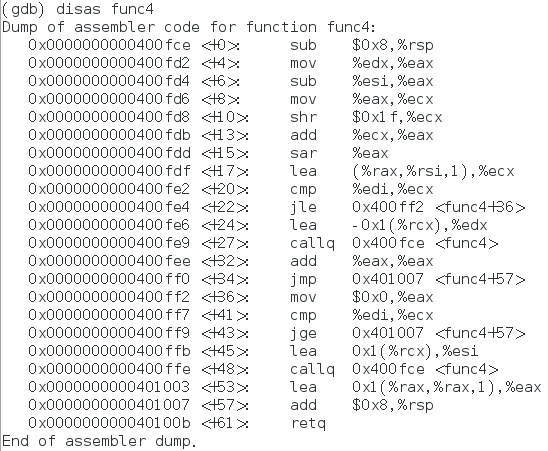 (gdb) disas func4
Dump of assembler code for function func4:
0x0000000000400fce <+0>: sub $0x8,%rsp
0x0000000000400fd2 <+4>: mov %edx,%eax
0x0000000000400fd4 <+6>: sub %esi,%eax
0x0000000000400fd6 <+8>: mov %eax,%ecx
0x0000000000400fd8 <+10>: shr $0x1f,%ecx
0x0000000000400fdb <+13>: add %ecx,%eax
0x0000000000400fdd <+15>: sar %eax
0x0000000000400fdf <+17>: lea (%rax,%rsi,1),%ecx
0x0000000000400fe2 <+20>: cmp %edi,%ecx
0x0000000000400fe4 <+22>: jle 0x400ff2 <func4+36>
0x0000000000400fe6 <+24>: lea -0x1(%rcx),%edx
0x0000000000400fe9 <+27>: callq 0x400fce <func4>
0x0000000000400fee <+32>: add %eax,%eax
0x0000000000400ff0 <+34>: jmp 0x401007 <func4+57>
0x0000000000400ff2 <+36>: mov $0x0,%eax
0x0000000000400ff7 <+41>: cmp %edi,%ecx
0x0000000000400ff9 <+43>: jge 0x401007 <func4+57>
0x0000000000400ffb <+45>: lea 0x1(%rcx),%esi
0x0000000000400ffe <+48>: callq 0x400fce <func4>
0x0000000000401003 <+53>: lea 0x1(%rax,%rax,1),%eax
0x0000000000401007 <+57>: add $0x8,%rsp
0x000000000040100b <+61>: retq
End of assembler dump.